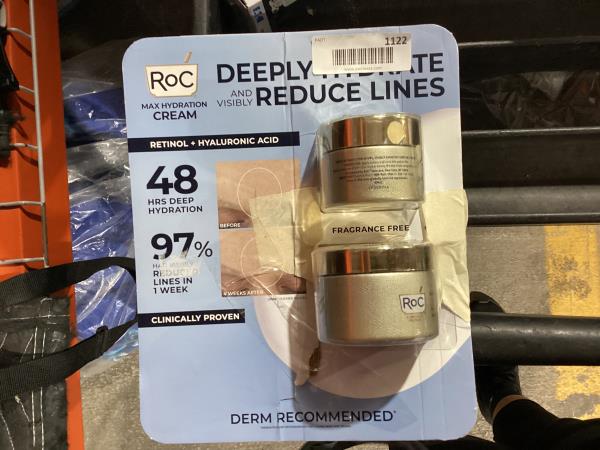 1122
RoC
MAX HYDRATION
CREAM
DEEPLY HYDRATE
AND
VISIBLY
REDUCE LINES
RETINOL + HYALURONIC ACID
48
HRS DEEP
HYDRATION
BEFORE
97%
REDUCED
LINES IN
1 WEEK
4 WEEKS AFTER
CLINICALLY PROVEN
FRAGRANCE FREE
RoC
DERM RECOMMENDED